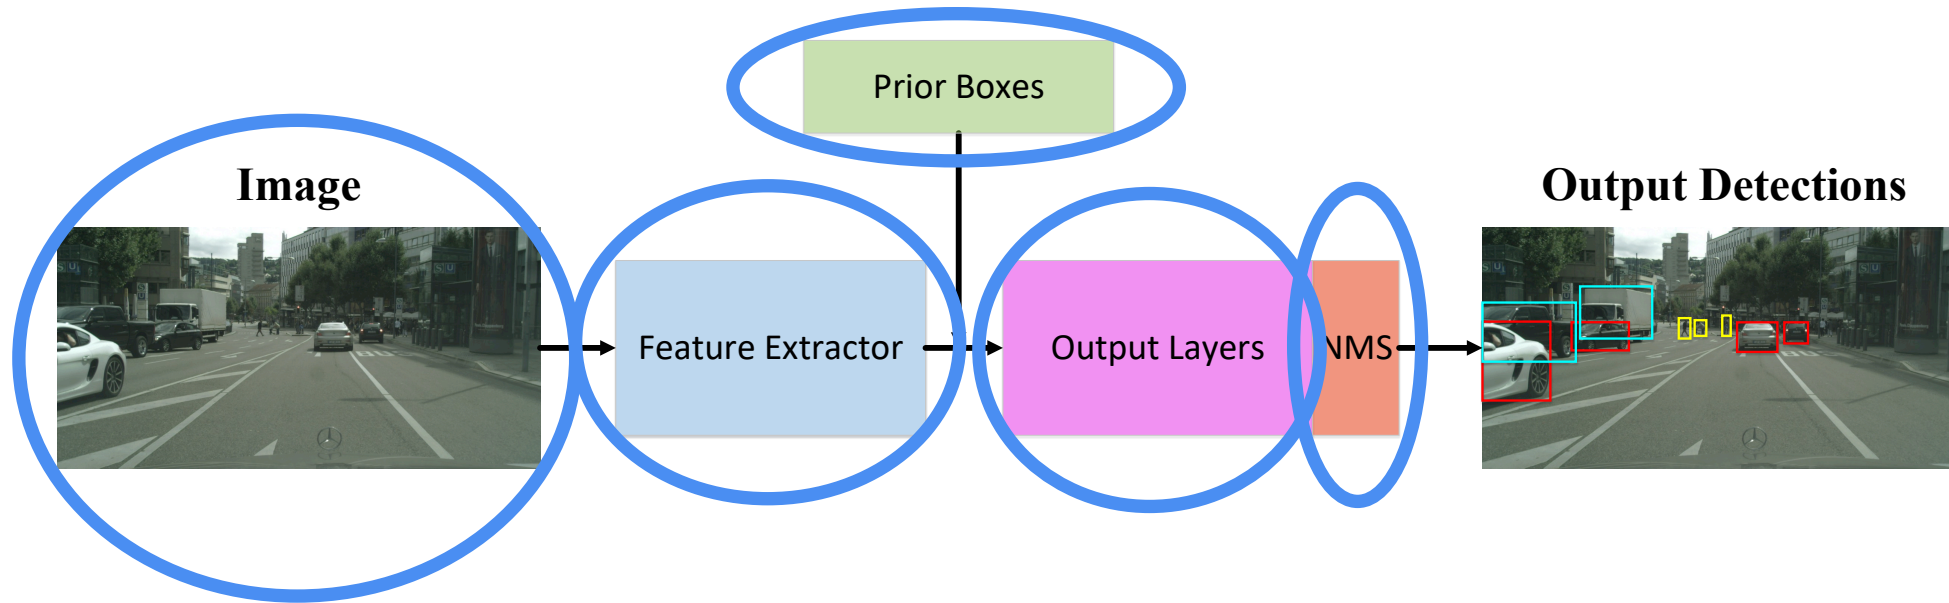 Prior Boxes
Image
Output Detections
Feature Extractor
Output Layers
NMS